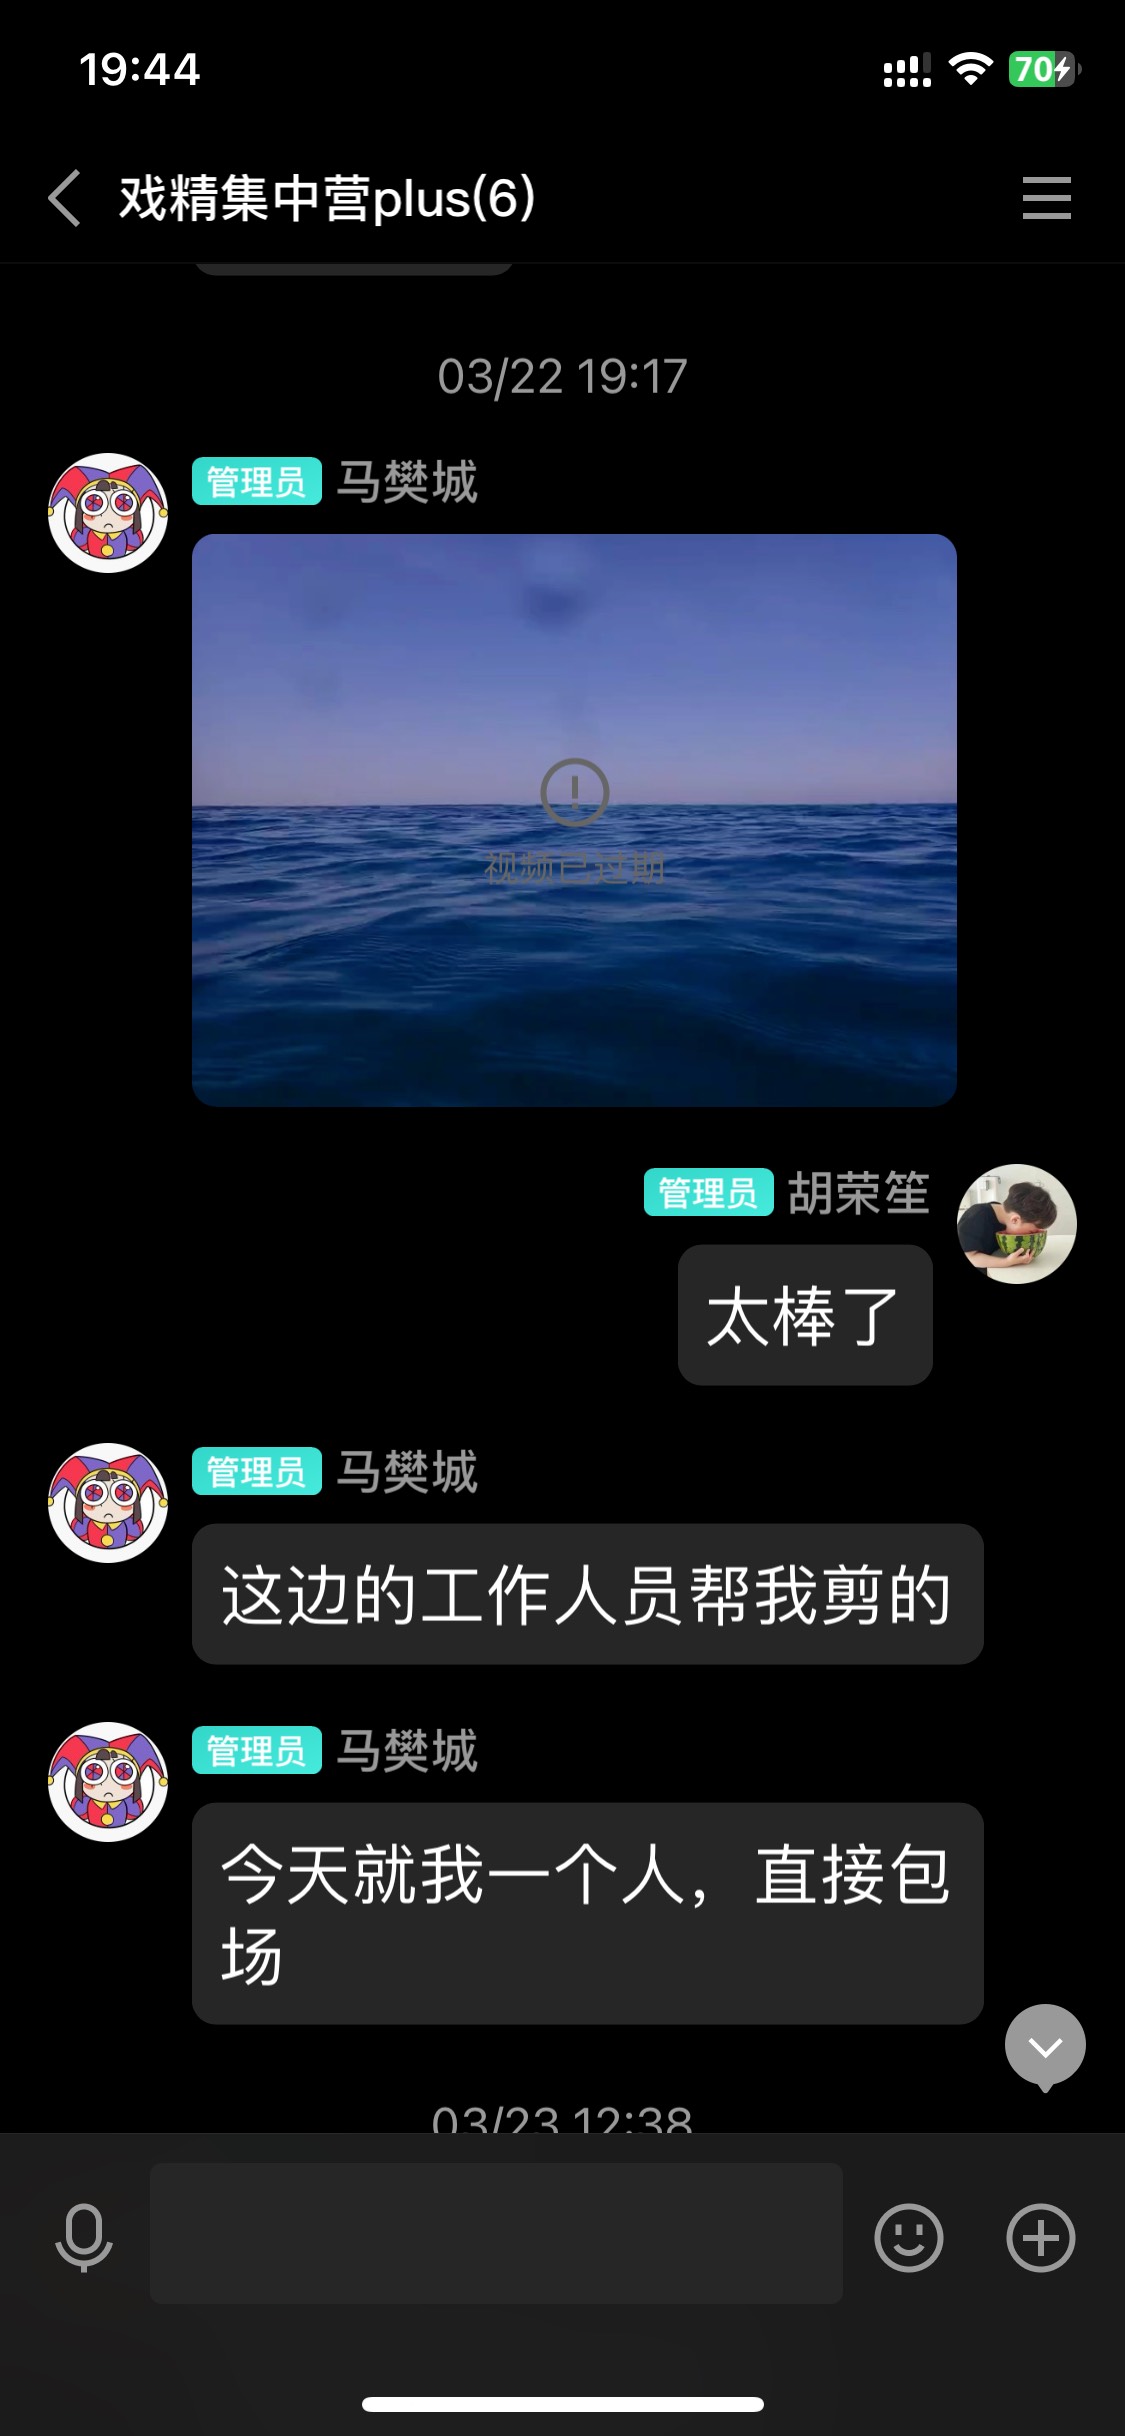 19:44
70
戏精集中营plus(6)
03/22 19:17
管理员 马樊城
视频已过期
管理员 胡荣笙
太棒了
管理员 马樊城
这边的工作人员帮我剪的
管理员 马樊城
今天就我一个人，直接包
场
03/23 12:38